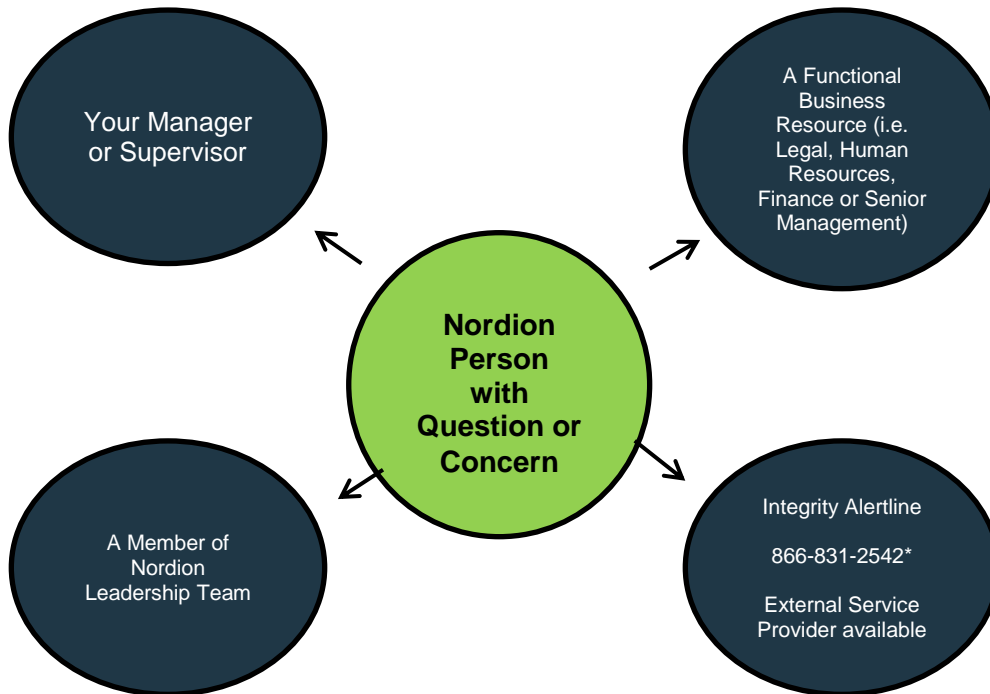 Your Manager
or Supervisor
A Functional
Business
Resource (i.e.
Legal, Human
Resources,
Finance or Senior
Management)
Nordion
Person
with
Question or
Concern
A Member of
Nordion
Leadership Team
Integrity Alertline
866-831-2542*
External Service
Provider available